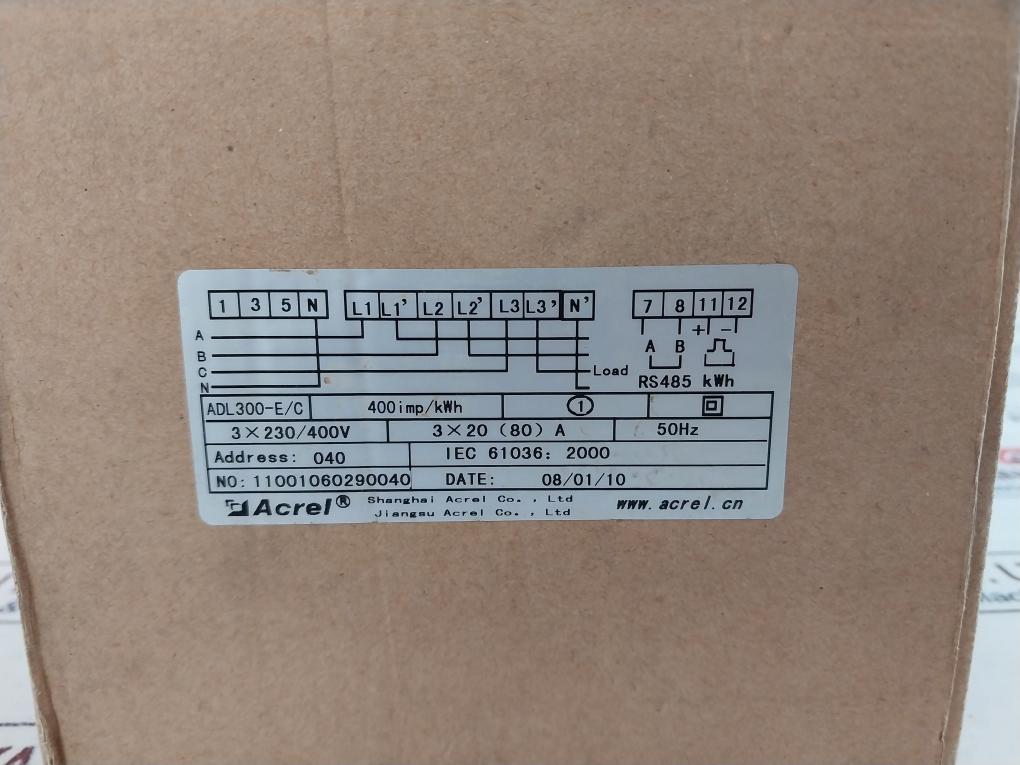 1 3 5 N L1 L1' L2 L2' L3 L3' N' 7 8 11 12
A + -
B A B
C Load
N RS485 kWh
ADL300-E/C 400imp/kWh 1
3×230/400V 3×20(80)A 50Hz
Address: 040 IEC 61036: 2000
NO: 11001060290040 DATE: 08/01/10
Acrel® Shanghai Acrel Co. , Ltd www.acrel.cn
Jiangsu Acrel Co. , Ltd